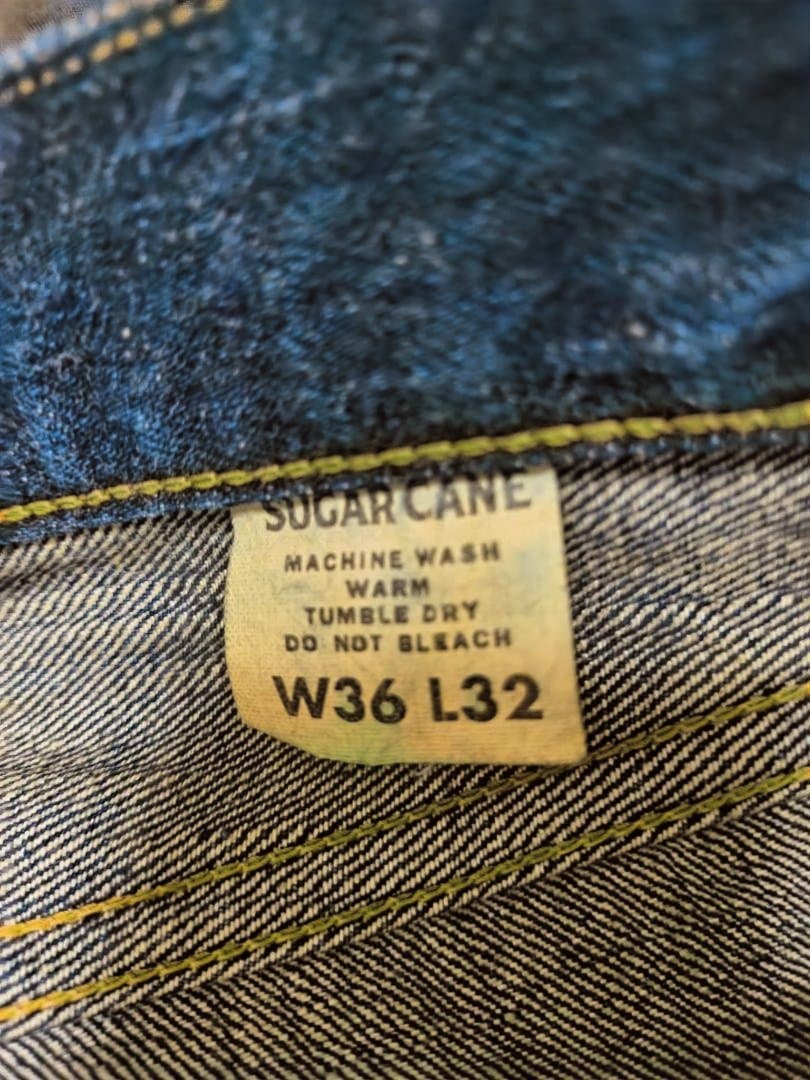 SUGAR CANE
MACHINE WASH
WARM
TUMBLE DRY
DO NOT BLEACH
W36 L32